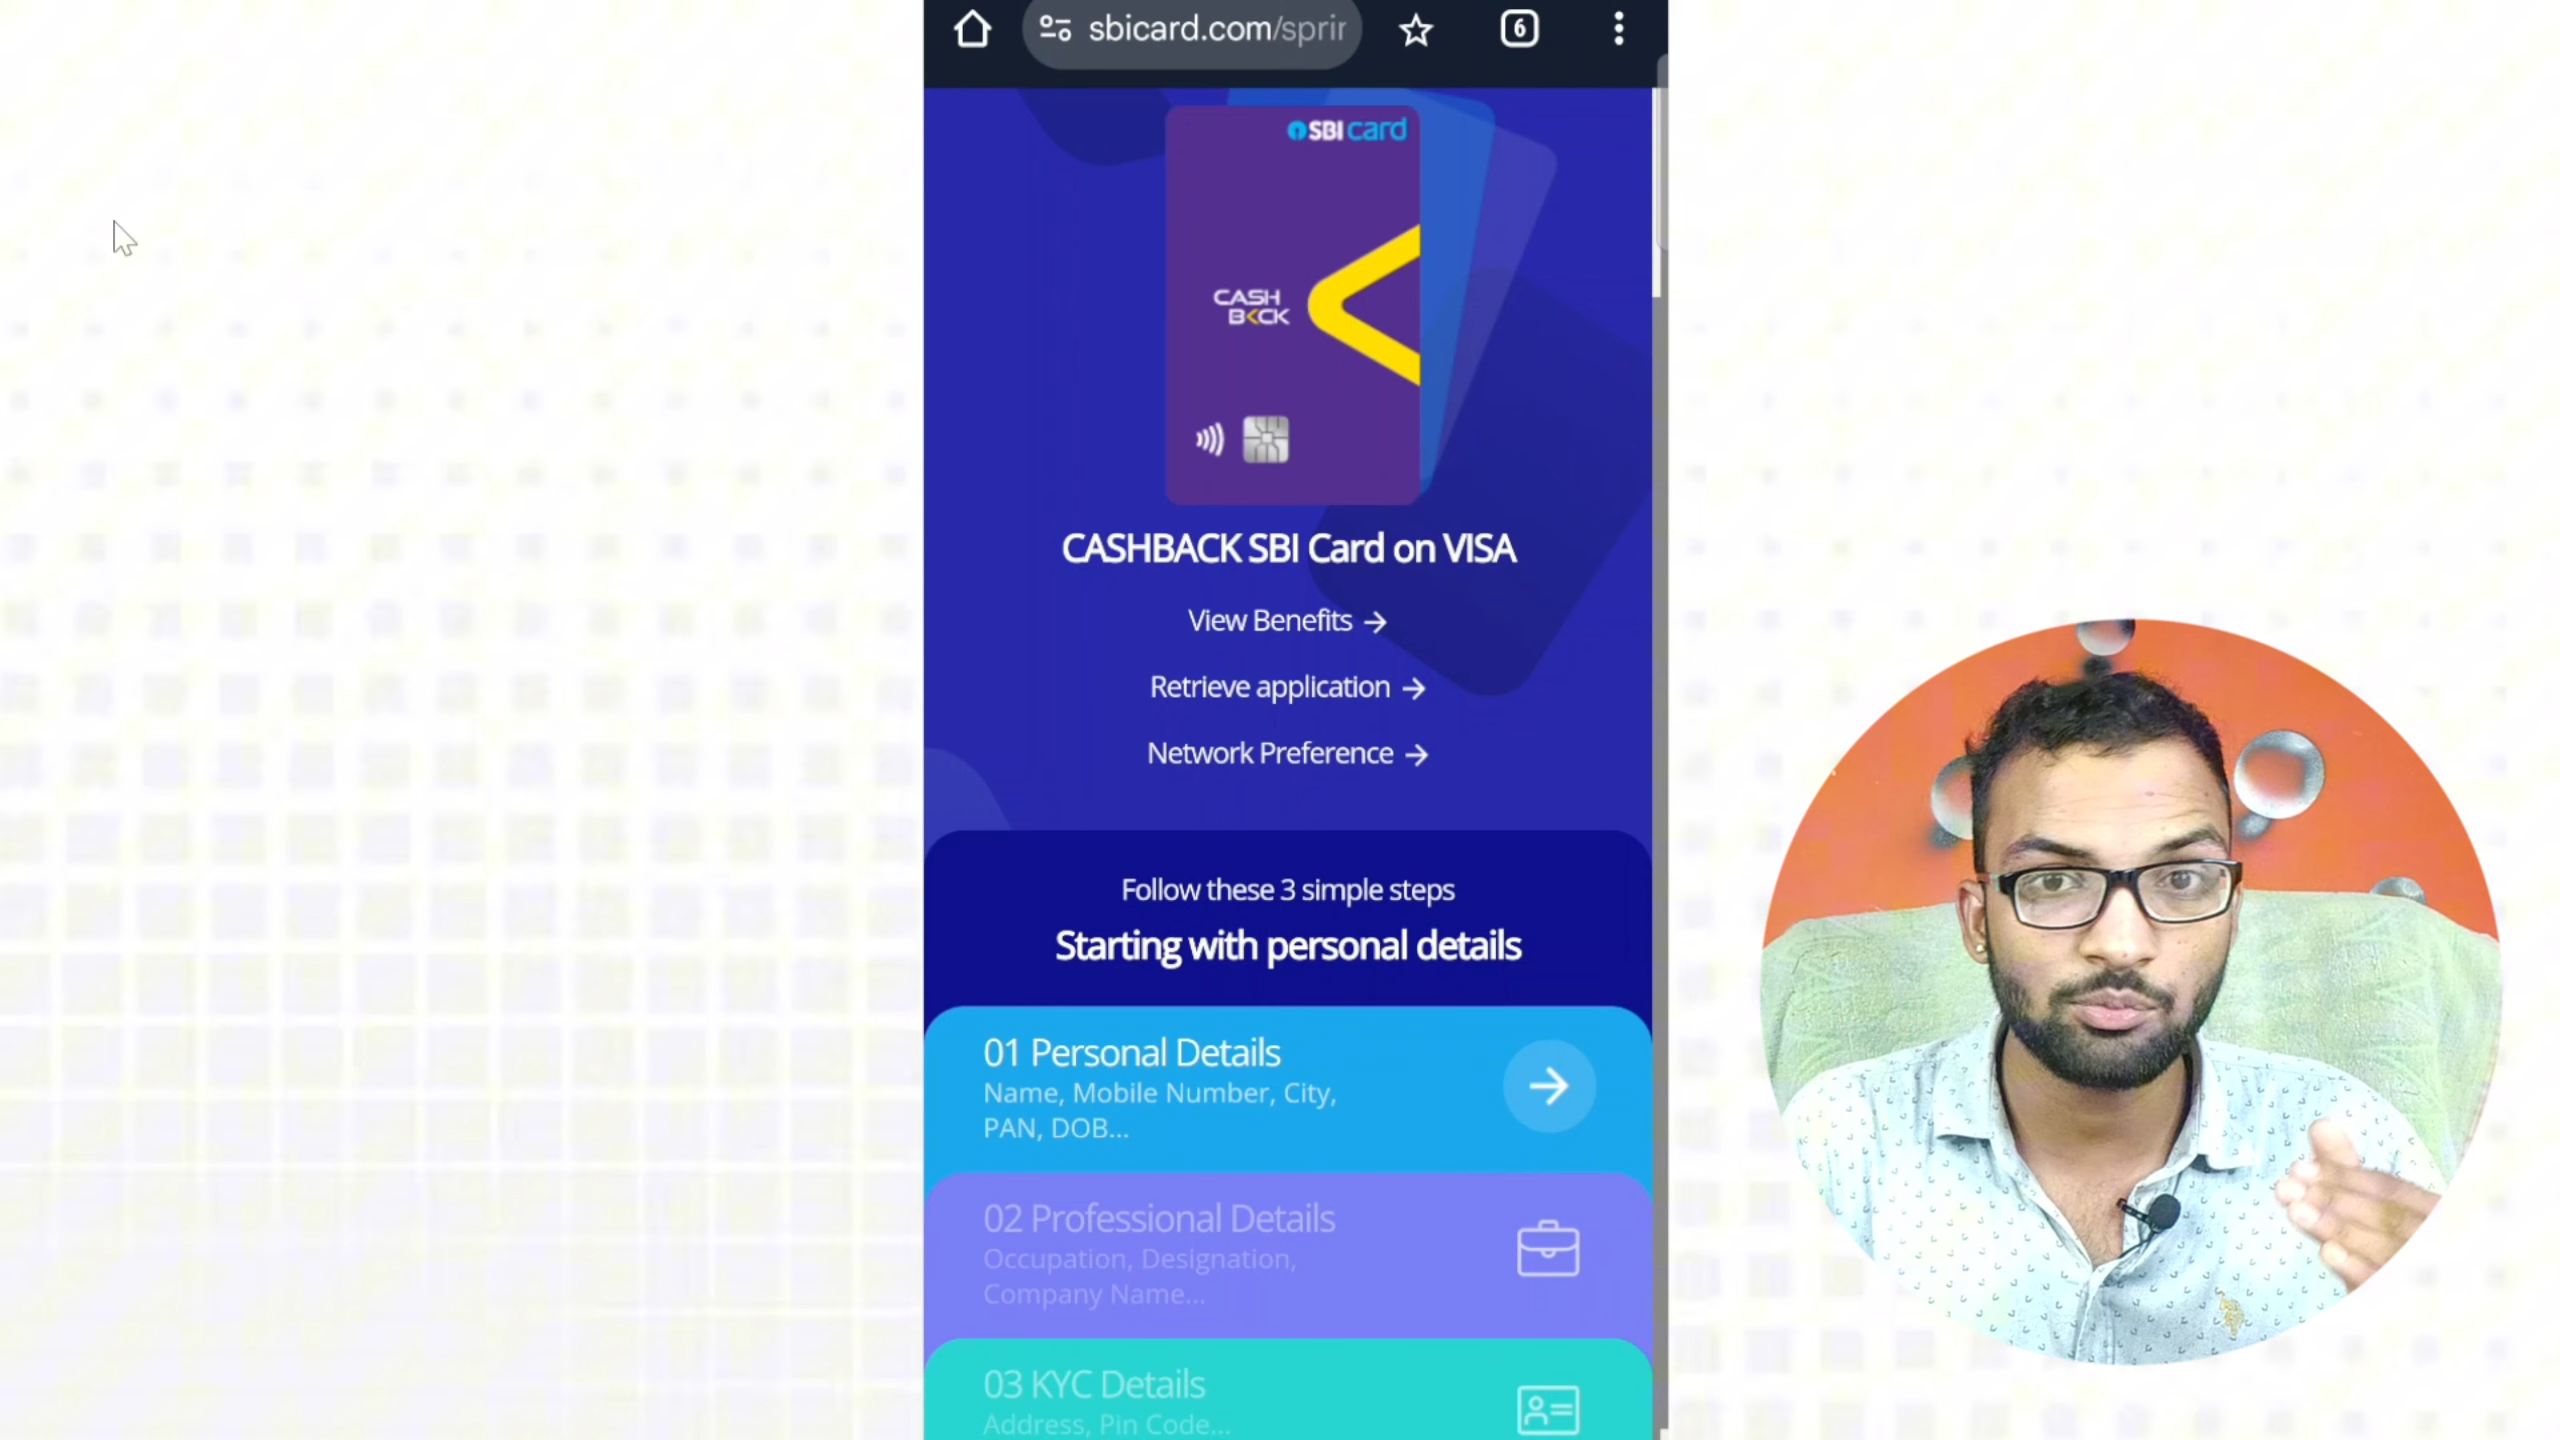 sbicard.com/sprir
6
SBI card
CASH
BACK
CASHBACK SBI Card on VISA
View Benefits
Retrieve application
Network Preference
Follow these 3 simple steps
Starting with personal details
01 Personal Details
Name, Mobile Number, City,
PAN, DOB...
02 Professional Details
Occupation, Designation,
Company Name...
03 KYC Details
Address, Pin Code...